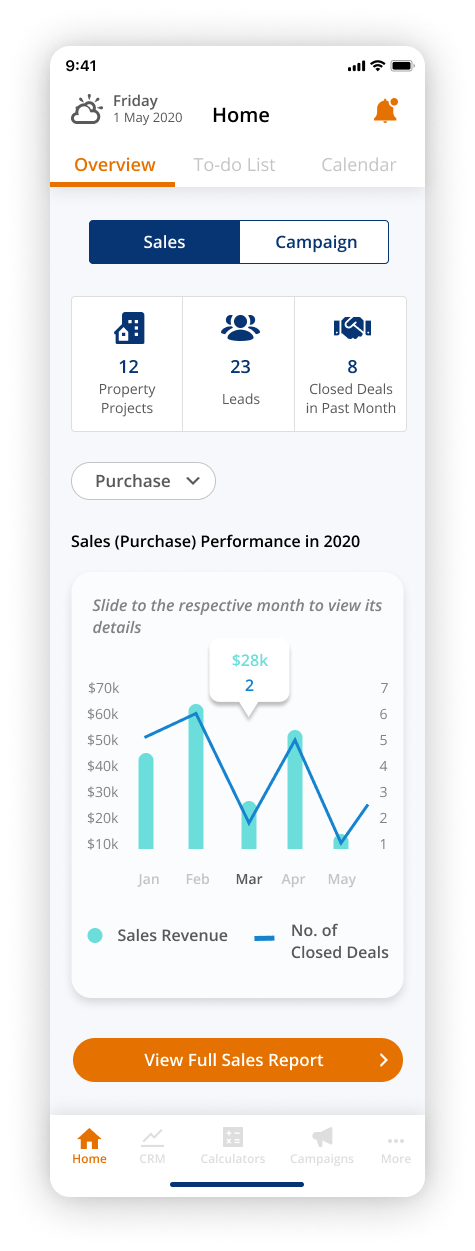 9:41
Friday
1 May 2020
Home
Overview
To-do List
Calendar
Sales
Campaign
12
Property
Projects
23
Leads
8
Closed Deals
in Past Month
Purchase
Sales (Purchase) Performance in 2020
Slide to the respective month to view its
details
$28k
2
$70k
$60k
$50k
$40k
$30k
$20k
$10k
7
6
5
4
3
2
1
Jan
Feb
Mar
Apr
May
Sales Revenue
No. of
Closed Deals
View Full Sales Report
Home
CRM
Calculators
Campaigns
More